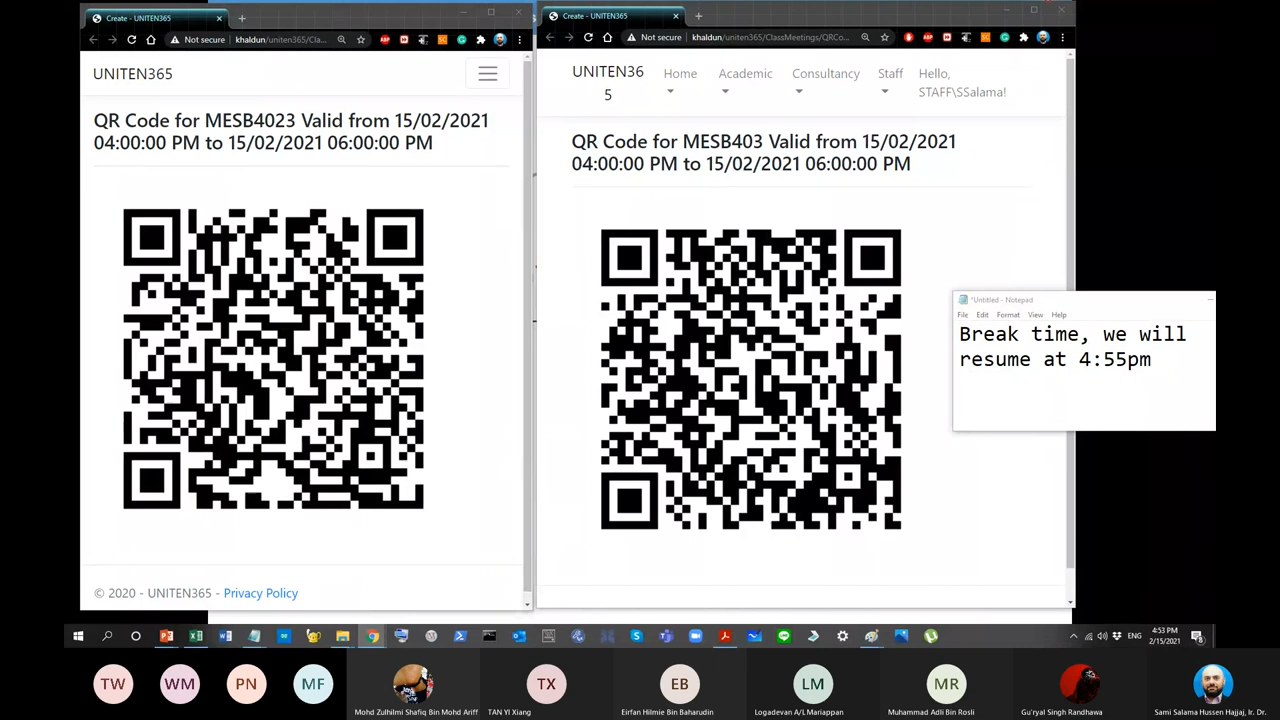 Create - UNITEN365
Not secure
khaldun/uniten365/Cla...
UNITEN365
QR Code for MESB4023 Valid from 15/02/2021
04:00:00 PM to 15/02/2021 06:00:00 PM
© 2020 - UNITEN365 - Privacy Policy
Create - UNITEN365
Not secure
khaldun/uniten365/ClassMeetings/QRCo...
UNITEN36
5
Home
Academic
Consultancy
Staff
Hello,
STAFF\SSalama!
QR Code for MESB403 Valid from 15/02/2021
04:00:00 PM to 15/02/2021 06:00:00 PM
*Untitled - Notepad
File Edit Format View Help
Break time, we will
resume at 4:55pm
ENG
4:53 PM
2/15/2021
TW
WM
PN
MF
Mohd Zulhilmi Shafiq Bin Mohd Ariff
TX
TAN YI Xiang
EB
Eirfan Hilmie Bin Baharudin
LM
Logadevan A/L Mariappan
MR
Muhammad Adli Bin Rosli
Gu'ryal Singh Randhawa
Sami Salama Hussen Hajjaj, Ir. Dr.